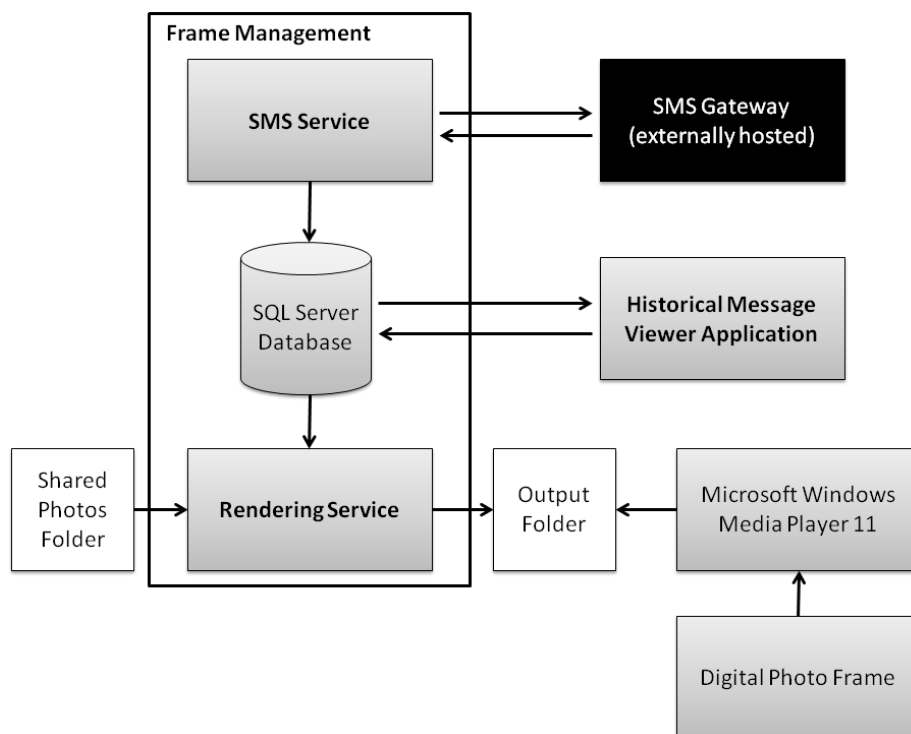 Frame Management
SMS Service
SMS Gateway
(externally hosted)
SQL Server
Database
Historical Message
Viewer Application
Shared
Photos
Folder
Rendering Service
Output
Folder
Microsoft Windows
Media Player 11
Digital Photo Frame